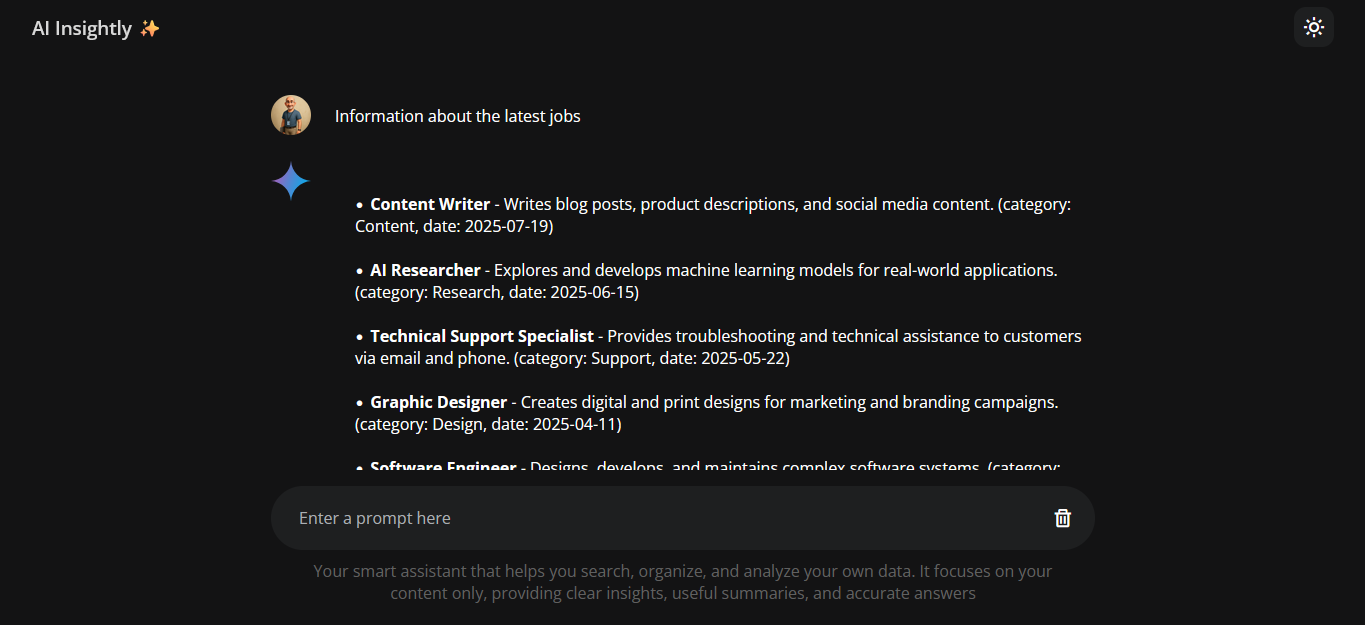 AI Insightly ✨
Information about the latest jobs
• Content Writer - Writes blog posts, product descriptions, and social media content. (category:
Content, date: 2025-07-19)
• AI Researcher - Explores and develops machine learning models for real-world applications.
(category: Research, date: 2025-06-15)
• Technical Support Specialist - Provides troubleshooting and technical assistance to customers
via email and phone. (category: Support, date: 2025-05-22)
• Graphic Designer - Creates digital and print designs for marketing and branding campaigns.
(category: Design, date: 2025-04-11)
• Software Engineer - Designs, develops, and maintains complex software systems. (category:
Enter a prompt here
Your smart assistant that helps you search, organize, and analyze your own data. It focuses on your
content only, providing clear insights, useful summaries, and accurate answers